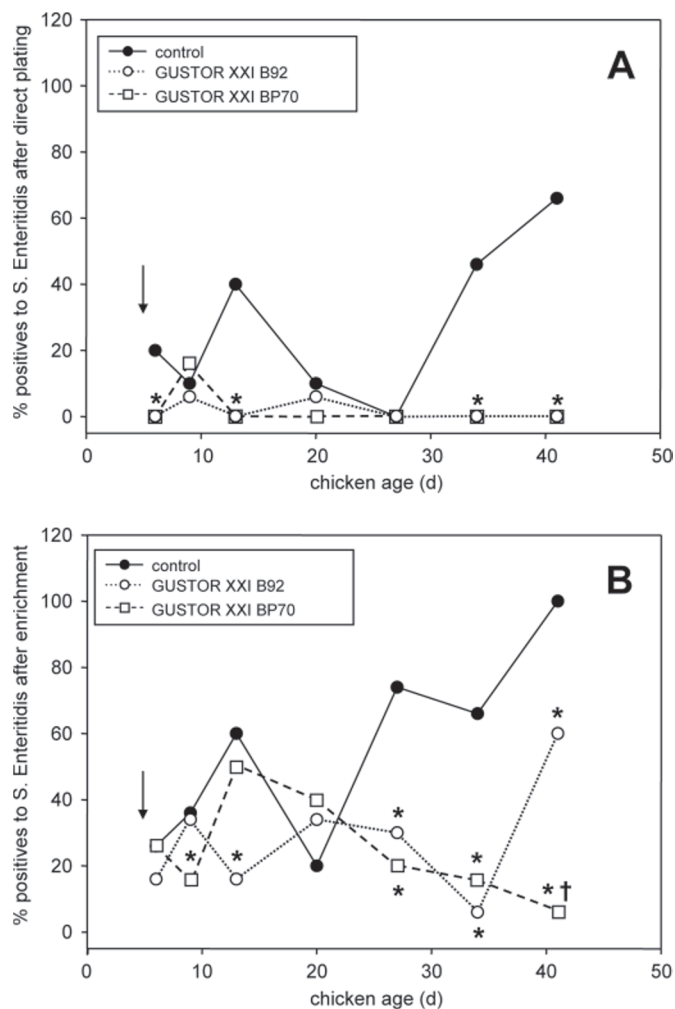 % positives to S. Enteritidis after direct plating
120
100
80
60
40
20
0
control
GUSTOR XXI B92
GUSTOR XXI BP70
A
* * * *
0 10 20 30 40 50
chicken age (d)
% positives to S. Enteritidis after enrichment
120
100
80
60
40
20
0
control
GUSTOR XXI B92
GUSTOR XXI BP70
B
*
* * * *
* * †
*
0 10 20 30 40 50
chicken age (d)